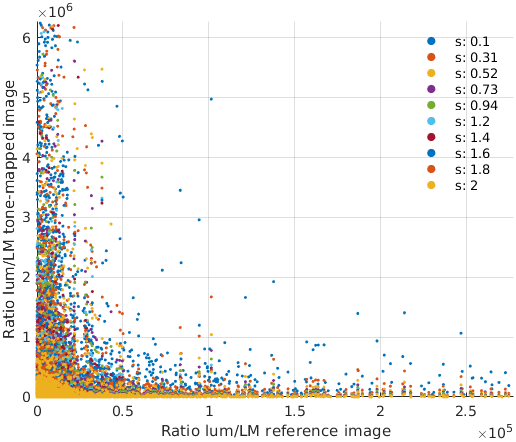 ×10⁶
6
5
4
3
2
1
0
Ratio lum/LM tone-mapped image
s: 0.1
s: 0.31
s: 0.52
s: 0.73
s: 0.94
s: 1.2
s: 1.4
s: 1.6
s: 1.8
s: 2
0 0.5 1 1.5 2 2.5
Ratio lum/LM reference image
×10⁵